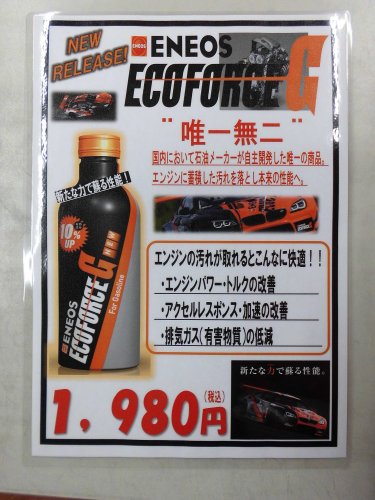 NEW
RELEASE!
ENEOS
ENEOS
ECOFORCE G
"唯一無二"
国内において石油メーカーが自主開発した唯一の商品。
エンジンに蓄積した汚れを落とし本来の性能へ。
新たな力で蘇る性能!
10%
UP
NEW
ENEOS
ECOFORCE G
For Gasoline
エンジンの汚れが取れるとこんなに快適!!
・エンジンパワー・トルクの改善
・アクセルレスポンス・加速の改善
・排気ガス(有害物質)の低減
新たな力で蘇る性能。
1,980円(税込)